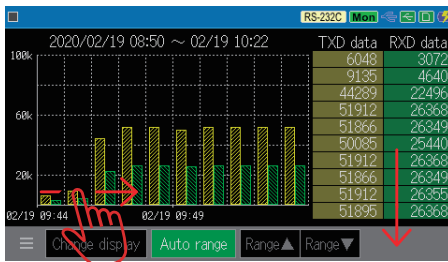 RS-232C Mon
2020/02/19 08:50 ~ 02/19 10:22 TXD data RXD data
100k
60k
20k
6048 3072
9135 4640
44289 22496
51912 26368
51866 26349
50085 25440
51912 26368
51866 26349
51912 26355
51895 26368
02/19 09:44 02/19 09:49
Change display Auto range Range▲ Range▼